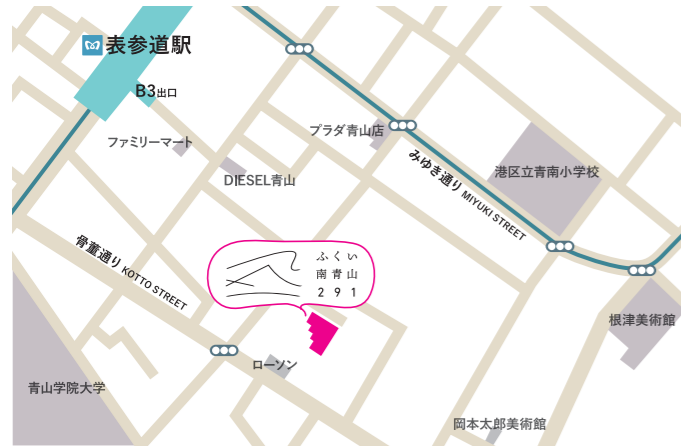 表参道駅
B3出口
ファミリーマート
プラダ青山店
DIESEL青山
みゆき通り MIYUKI STREET
港区立青南小学校
骨董通り KOTTO STREET
ふくい
南青山
291
根津美術館
ローソン
青山学院大学
岡本太郎美術館